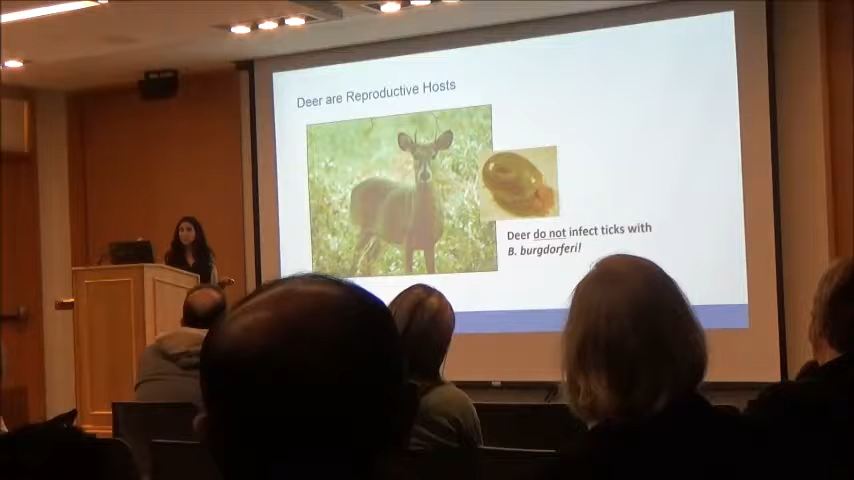 Deer are Reproductive Hosts
Deer do not infect ticks with
B. burgdorferi!